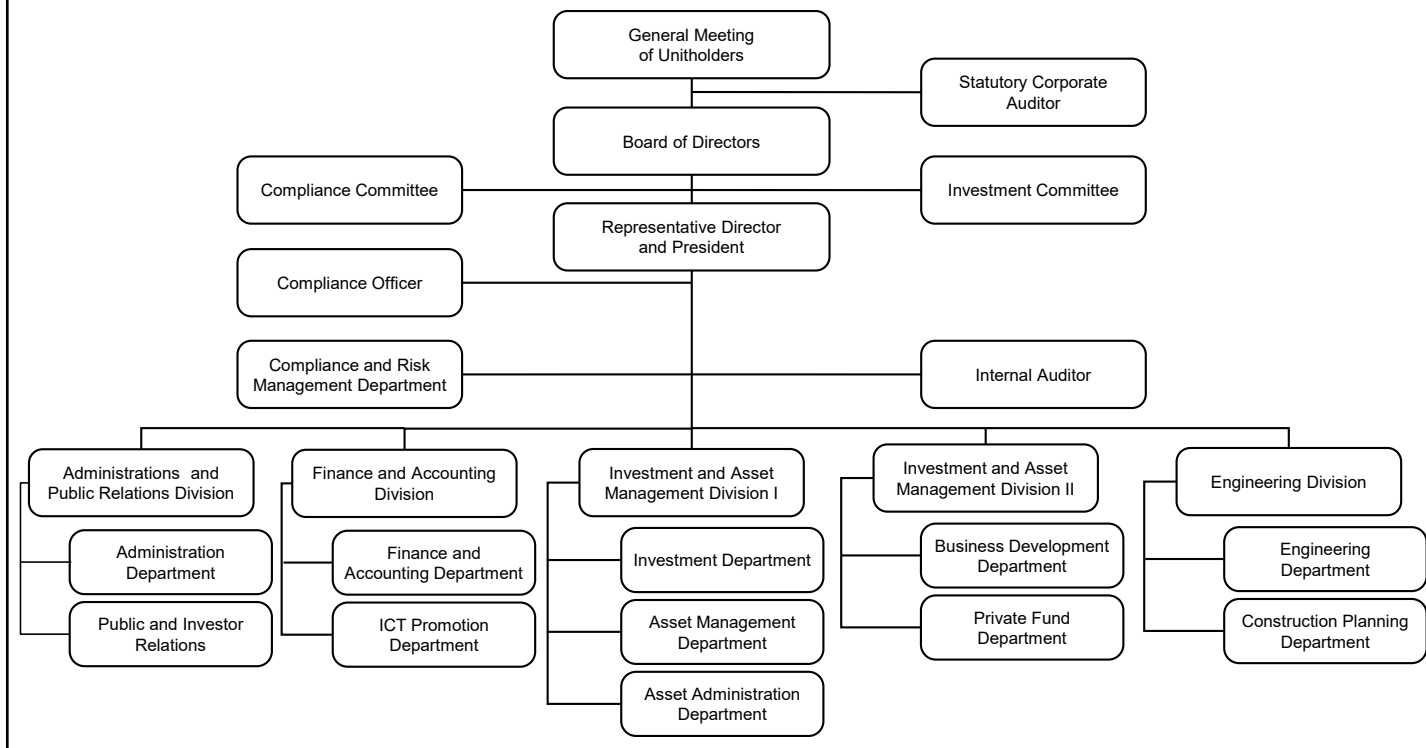 General Meeting
of Unitholders
Statutory Corporate
Auditor
Board of Directors
Compliance Committee
Investment Committee
Representative Director
and President
Compliance Officer
Compliance and Risk
Management Department
Internal Auditor
Administrations and
Public Relations Division
Finance and Accounting
Division
Investment and Asset
Management Division I
Investment and Asset
Management Division II
Engineering Division
Administration
Department
Public and Investor
Relations
Finance and
Accounting Department
ICT Promotion
Department
Investment Department
Asset Management
Department
Asset Administration
Department
Business Development
Department
Private Fund
Department
Engineering
Department
Construction Planning
Department